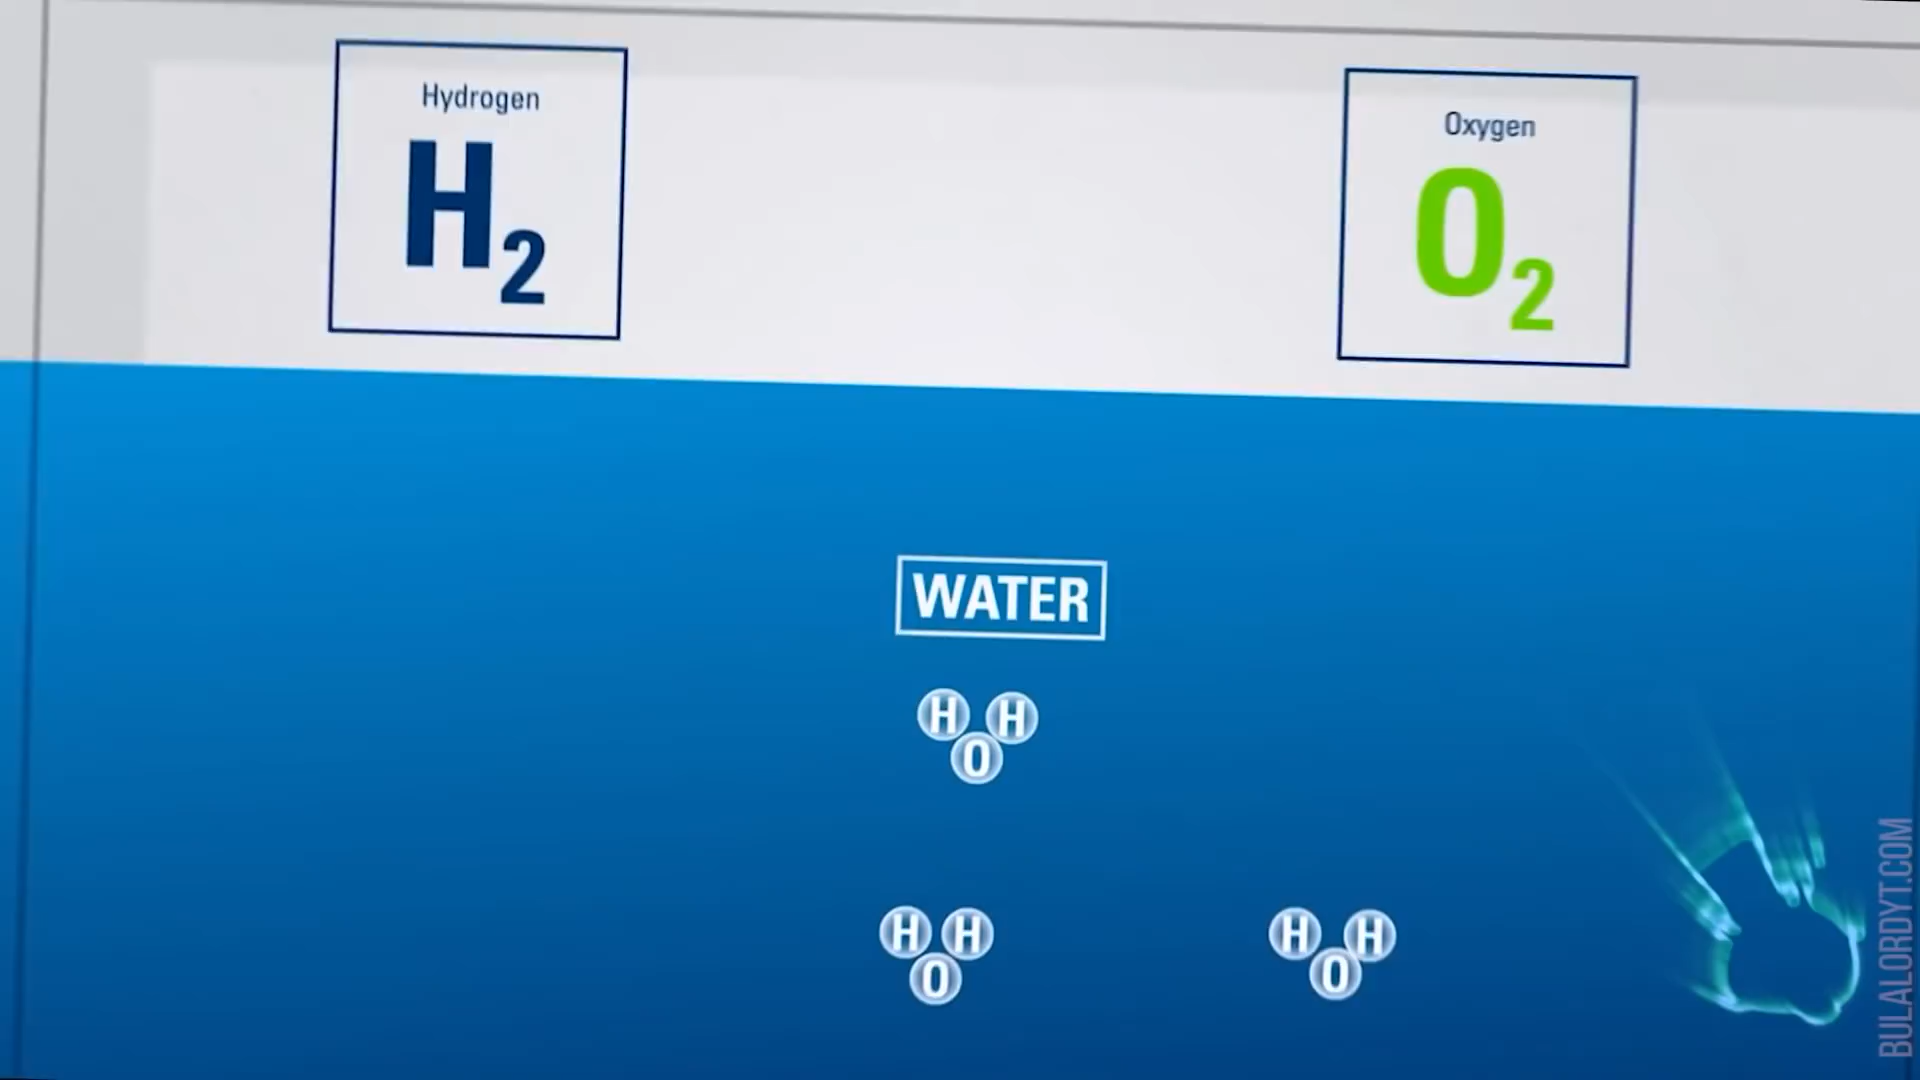 Hydrogen
H2
Oxygen
O2
WATER
H H
O
H H
O
H H
O
BULALORDYT.COM